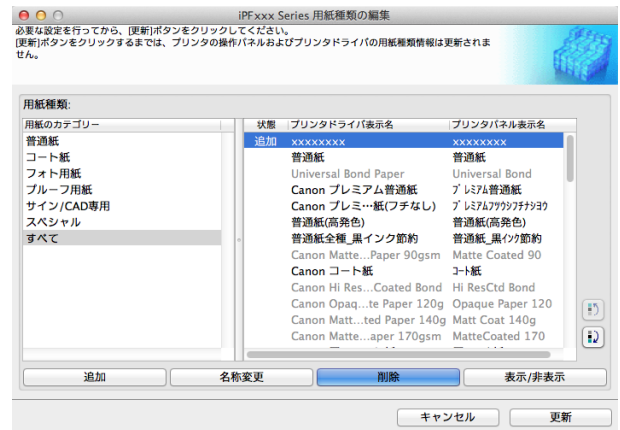 iPFxxx Series 用紙種類の編集
必要な設定を行ってから、[更新]ボタンをクリックしてください。
[更新]ボタンをクリックするまでは、プリンタの操作パネルおよびプリンタドライバの用紙種類情報は更新されま
せん。
用紙種類:
用紙のカテゴリー
普通紙
コート紙
フォト用紙
プルーフ用紙
サイン/CAD専用
スペシャル
すべて
状態 プリンタドライバ表示名 プリンタパネル表示名
追加 xxxxxxxx xxxxxxxx
普通紙 普通紙
Universal Bond Paper Universal Bond
Canon プレミアム普通紙 プレミアム普通紙
Canon プレミ…紙(フチなし) プレミアムフツウシフチナシヨウ
普通紙(高発色) 普通紙(高発色)
普通紙全種_黒インク節約 普通紙_黒インク節約
Canon Matte…Paper 90gsm Matte Coated 90
Canon コート紙 コート紙
Canon Hi Res…Coated Bond Hi ResCtd Bond
Canon Opaq…te Paper 120g Opaque Paper 120
Canon Matt…ted Paper 140g Matt Coat 140g
Canon Matte…aper 170gsm MatteCoated 170
追加 名称変更 削除 表示/非表示
キャンセル 更新